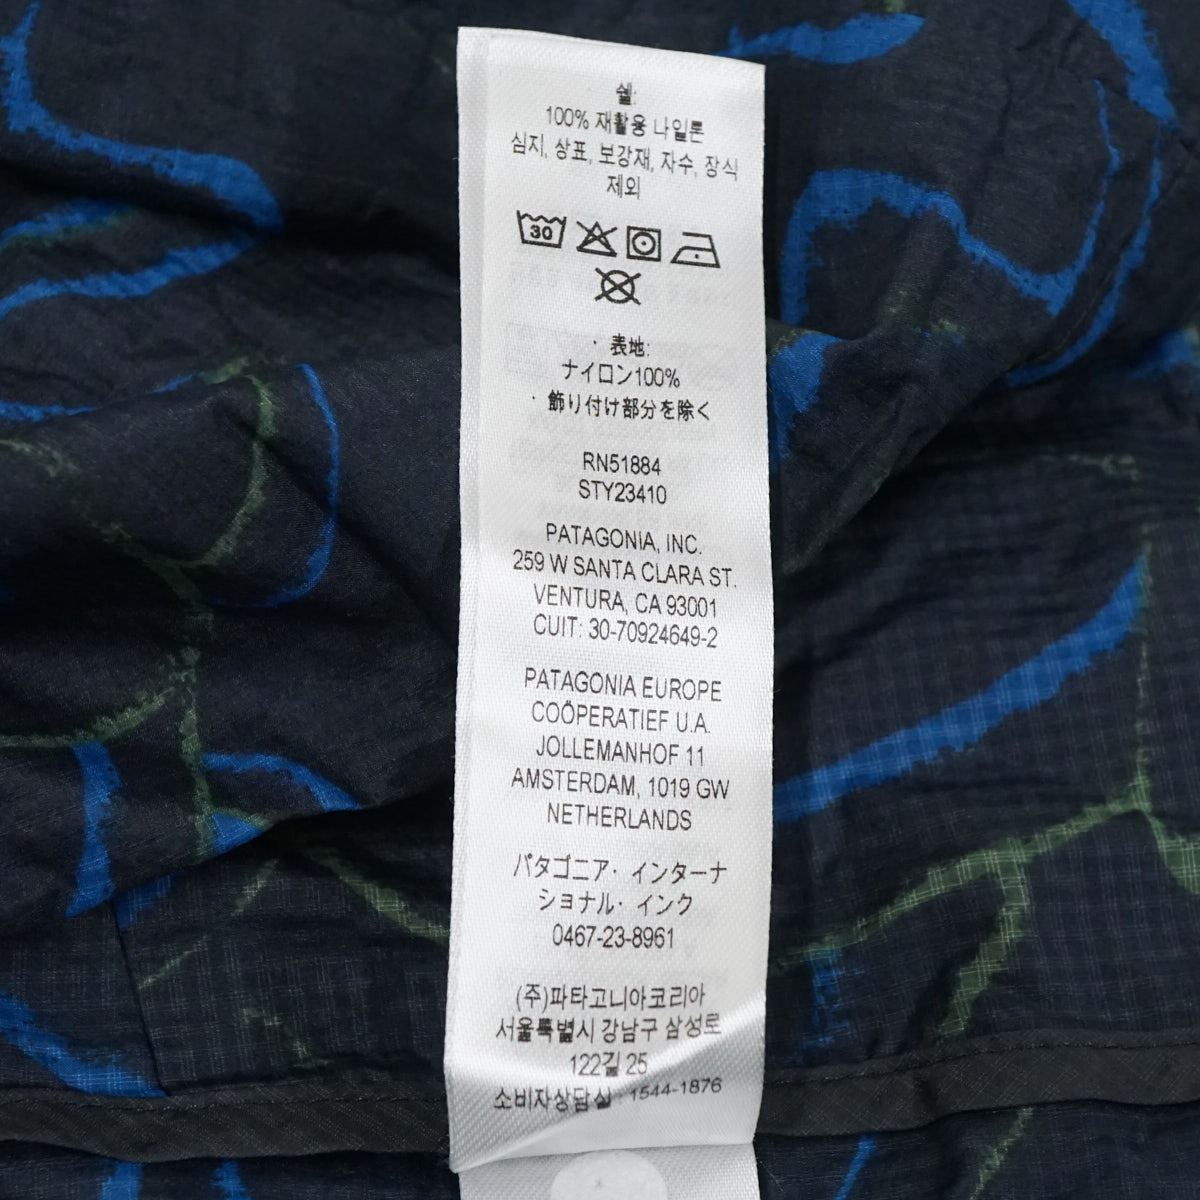 쉘:
100% 재활용 나일론
심지, 상표, 보강재, 자수, 장식
제외
30
· 表地:
ナイロン100%
· 飾り付け部分を除く
RN51884
STY23410
PATAGONIA, INC.
259 W SANTA CLARA ST.
VENTURA, CA 93001
CUIT: 30-70924649-2
PATAGONIA EUROPE
COÖPERATIEF U.A.
JOLLEMANHOF 11
AMSTERDAM, 1019 GW
NETHERLANDS
パタゴニア・インターナ
ショナル・インク
0467-23-8961
(주)파타고니아코리아
서울특별시 강남구 삼성로
122길 25
소비자상담실 : 1544-1876